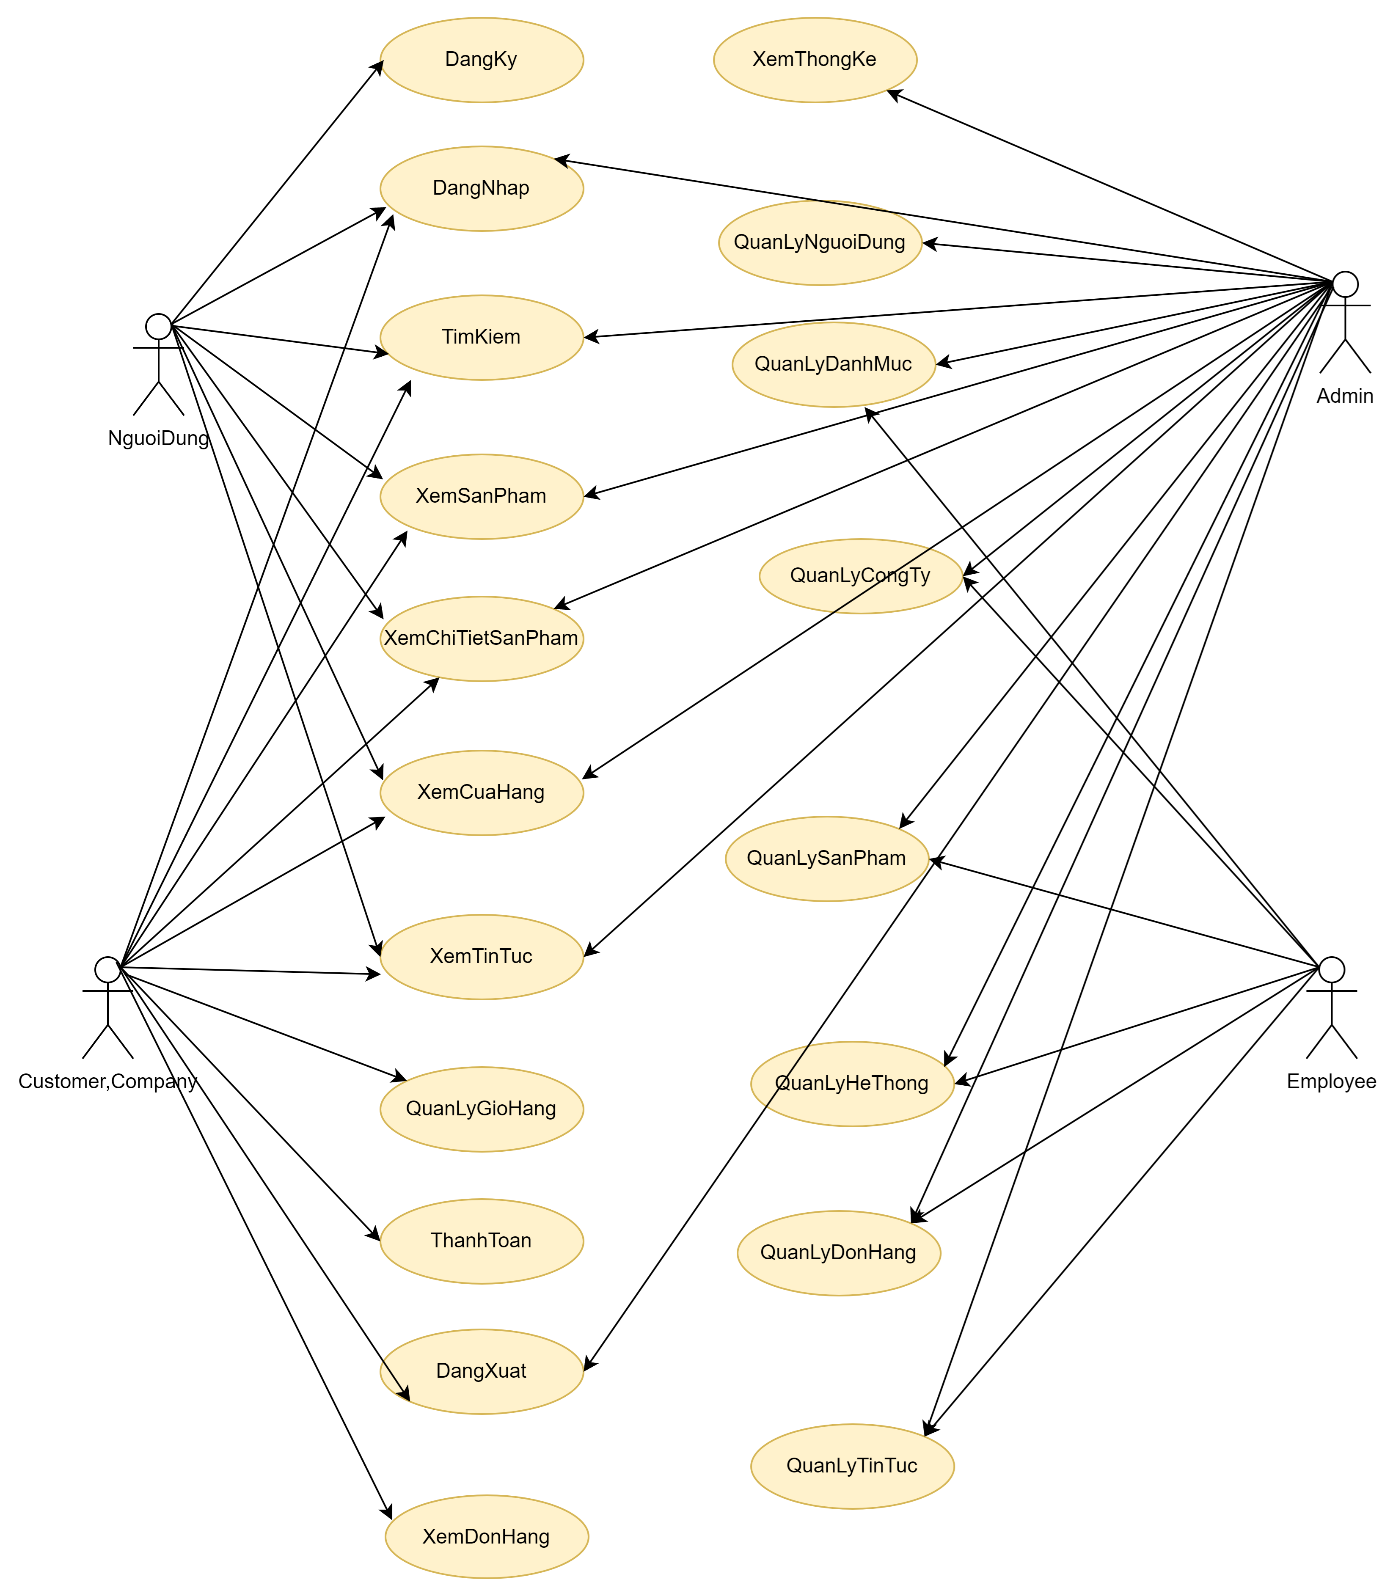 DangKy
XemThongKe
DangNhap
QuanLyNguoiDung
TimKiem
QuanLyDanhMuc
Admin
NguoiDung
XemSanPham
QuanLyCongTy
XemChiTietSanPham
XemCuaHang
QuanLySanPham
XemTinTuc
Customer,Company
QuanLyHeThong
Employee
QuanLyGioHang
ThanhToan
QuanLyDonHang
DangXuat
QuanLyTinTuc
XemDonHang